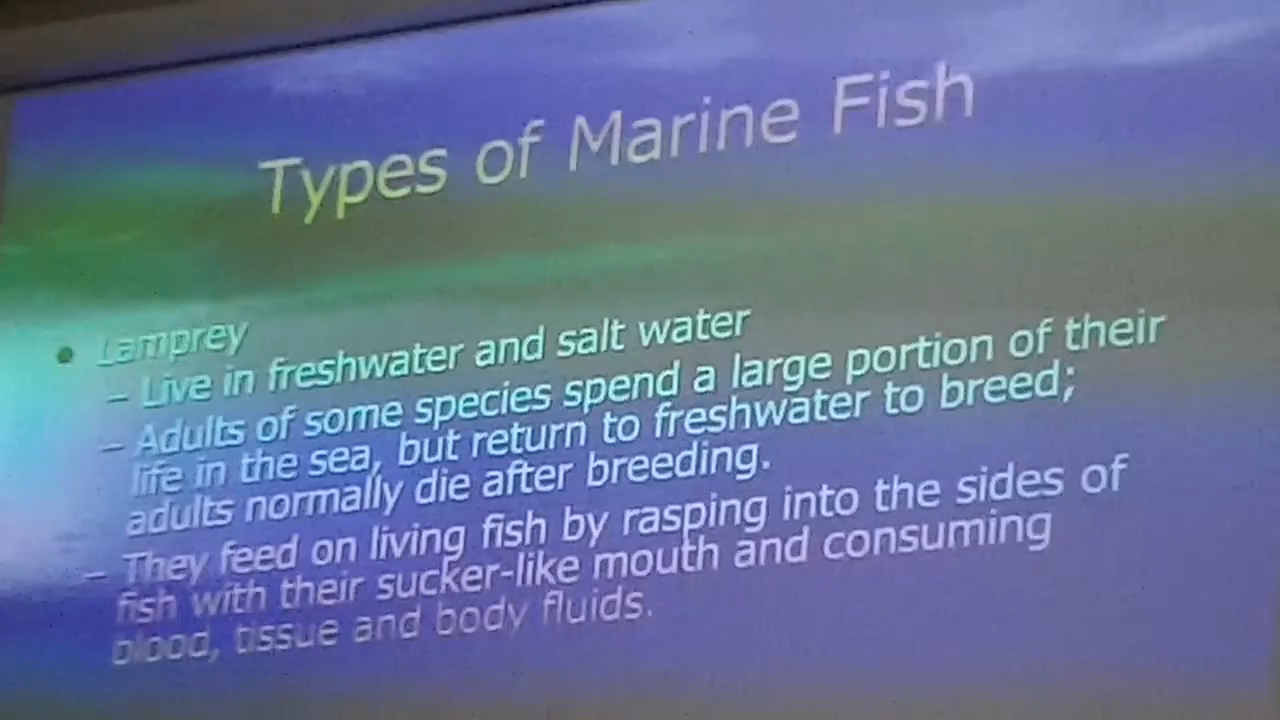 Types of Marine Fish
• Lamprey
– Live in freshwater and salt water
– Adults of some species spend a large portion of their
life in the sea, but return to freshwater to breed;
adults normally die after breeding.
– They feed on living fish by rasping into the sides of
fish with their sucker-like mouth and consuming
blood, tissue and body fluids.